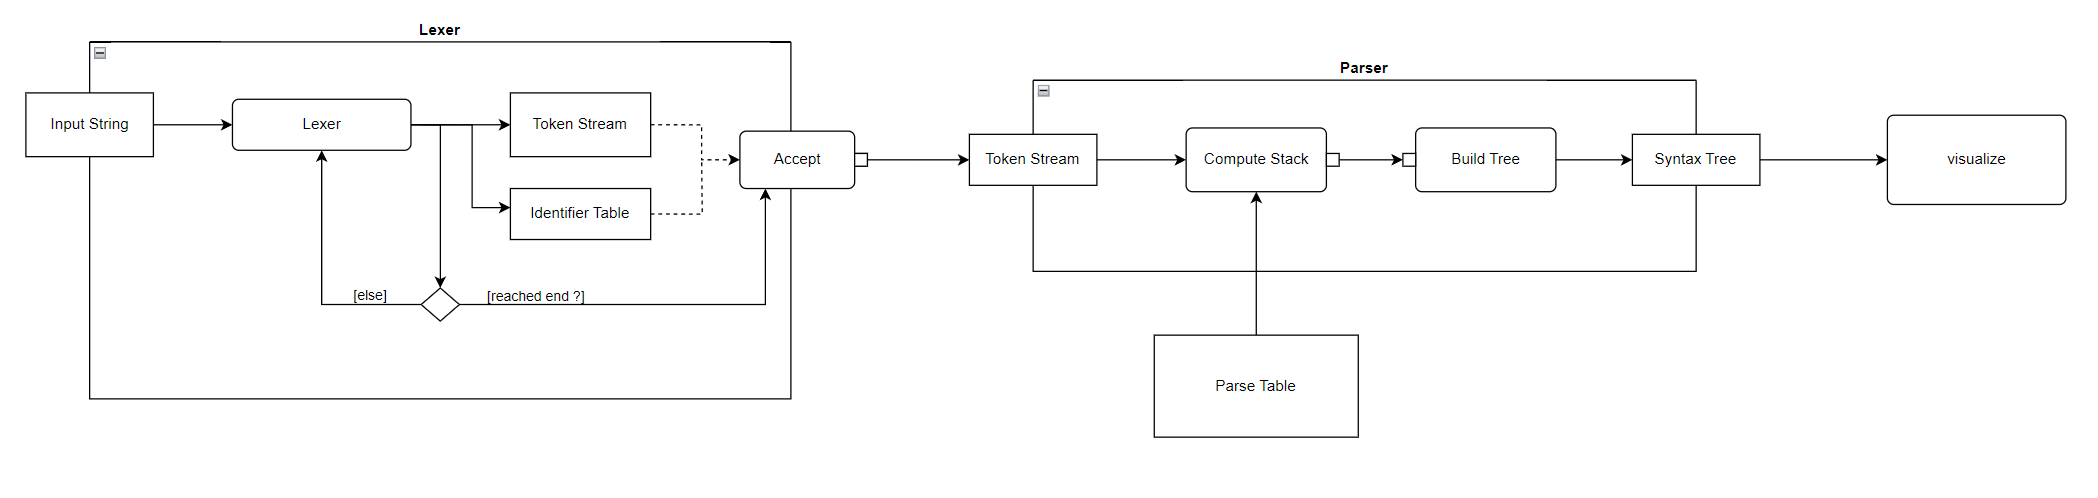 Lexer
Parser
Input String
Lexer
Token Stream
Identifier Table
Accept
[else]
[reached end ?]
Token Stream
Compute Stack
Build Tree
Syntax Tree
visualize
Parse Table